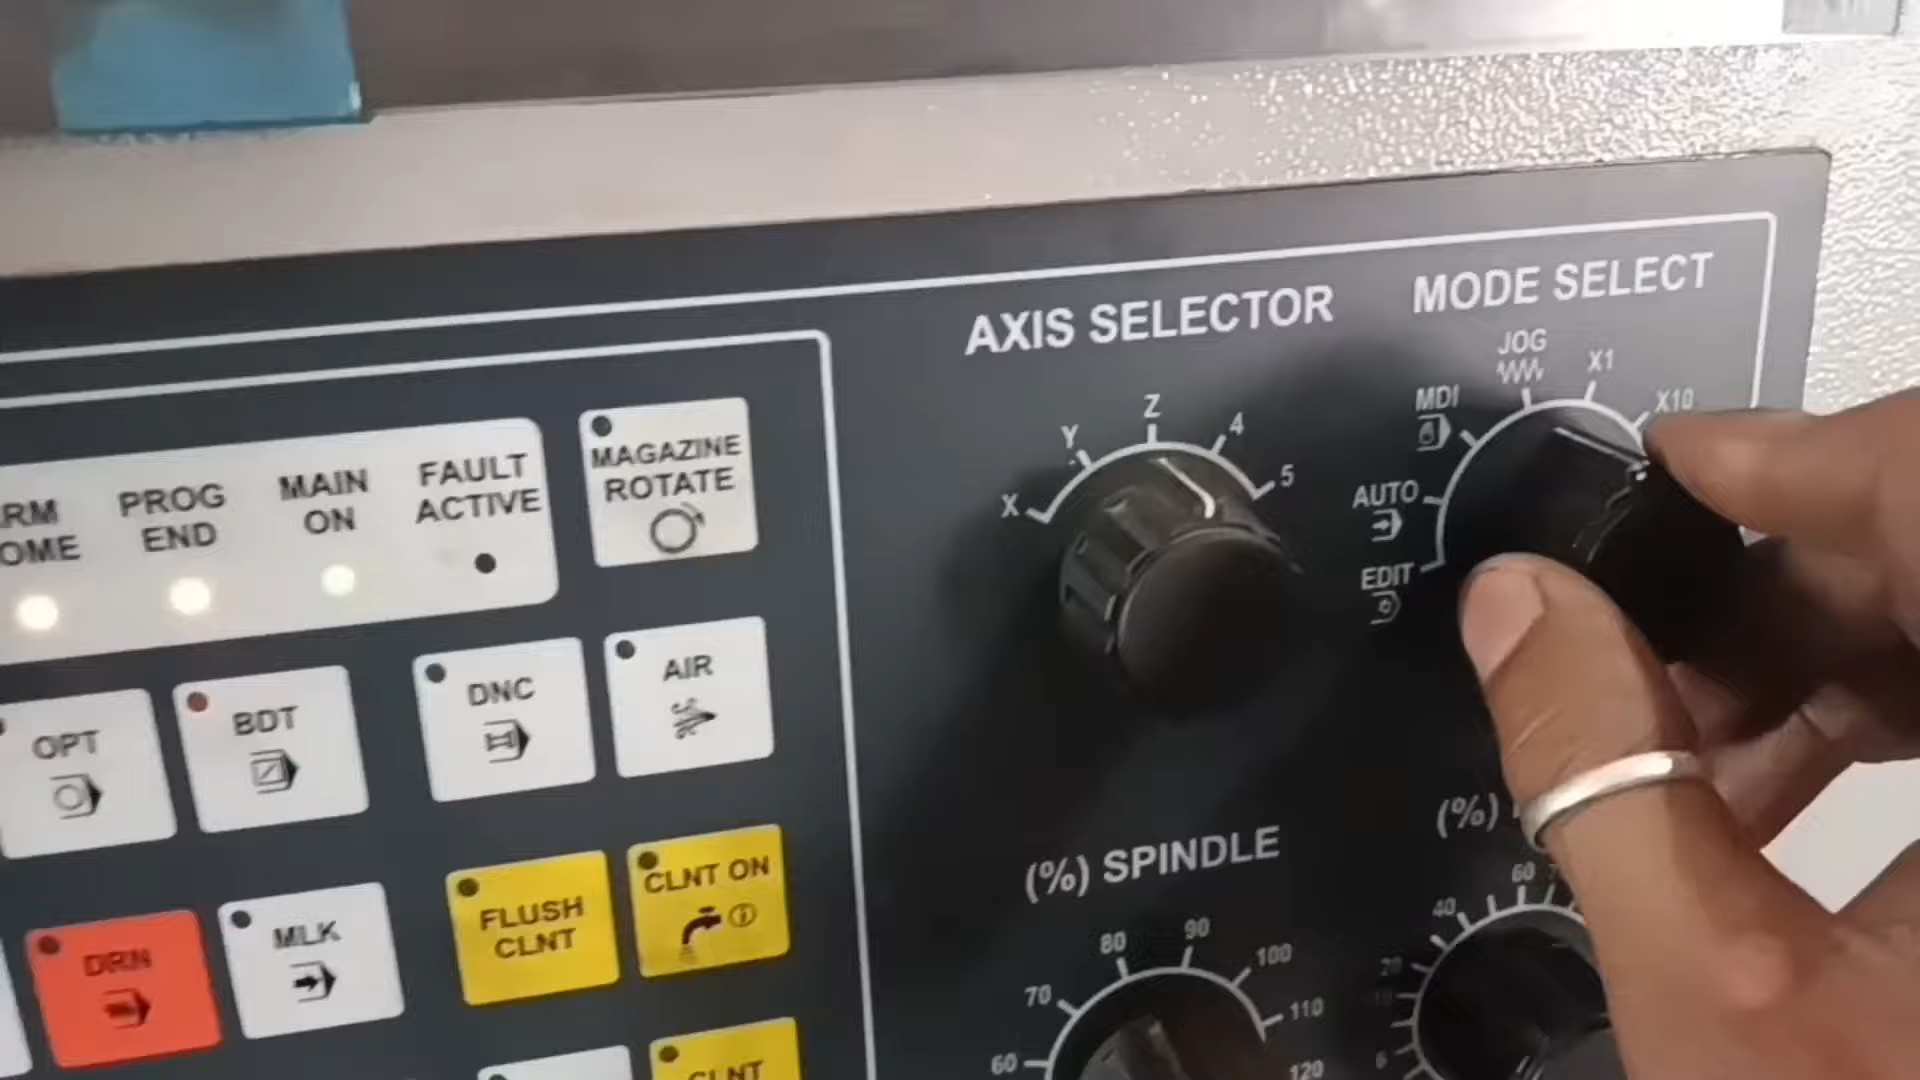 AXIS SELECTOR
MODE SELECT
JOG
X1
X10
MDI
AUTO
EDIT
X
Y
Z
4
5
PROG
END
MAIN
ON
FAULT
ACTIVE
MAGAZINE
ROTATE
OPT
BDT
DNC
AIR
DRN
MLK
FLUSH
CLNT
CLNT ON
CLNT
(%) SPINDLE
60
70
80
90
100
110
120
(%)
20
40
60